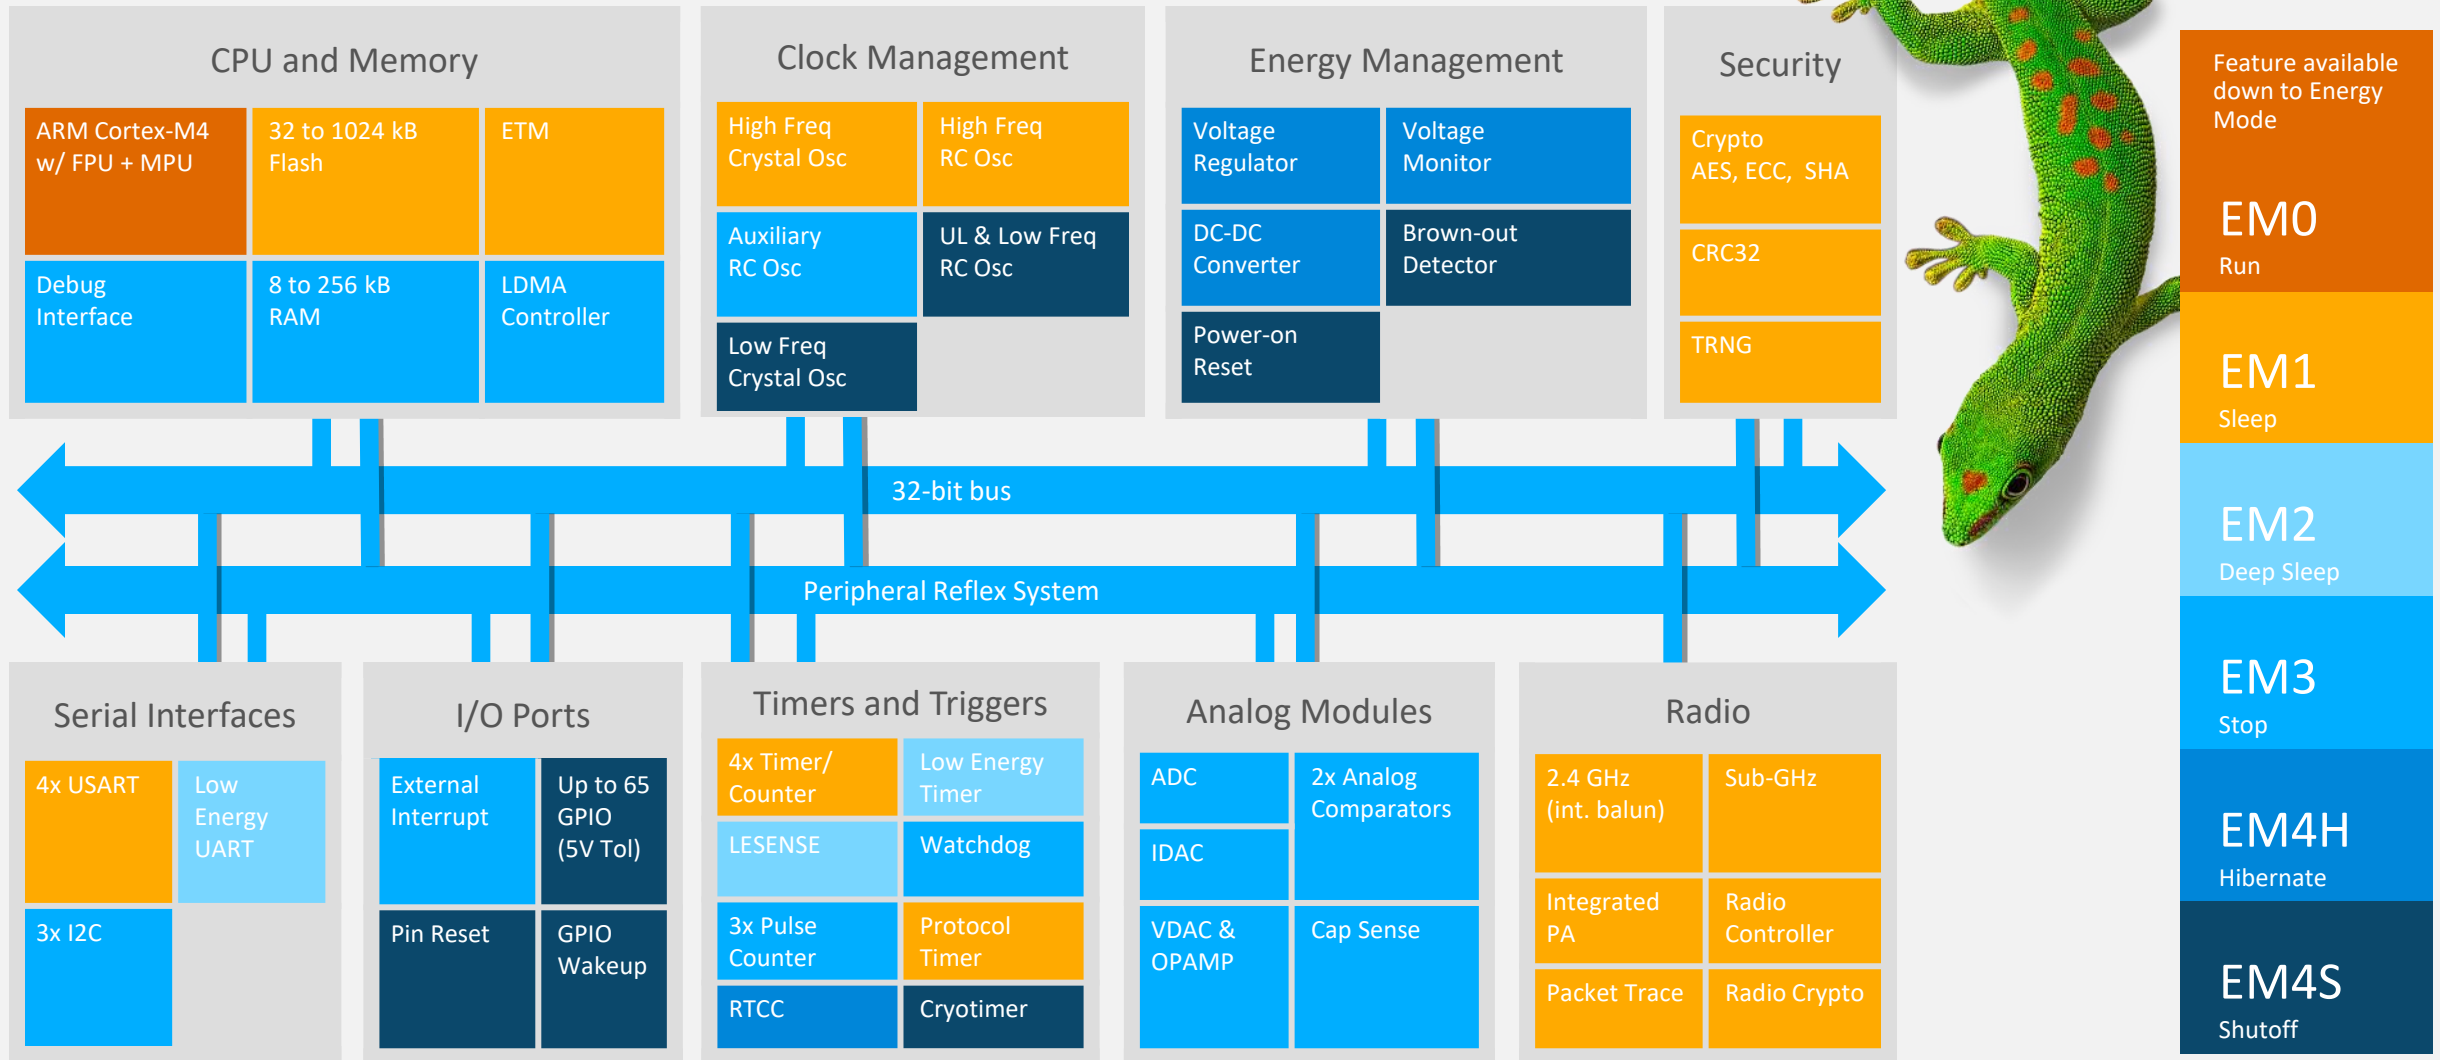 CPU and Memory
ARM Cortex-M4
w/ FPU + MPU
32 to 1024 kB
Flash
ETM
Debug
Interface
8 to 256 kB
RAM
LDMA
Controller
Clock Management
High Freq
Crystal Osc
High Freq
RC Osc
Auxiliary
RC Osc
UL & Low Freq
RC Osc
Low Freq
Crystal Osc
Energy Management
Voltage
Regulator
Voltage
Monitor
DC-DC
Converter
Brown-out
Detector
Power-on
Reset
Security
Crypto
AES, ECC, SHA
CRC32
TRNG
32-bit bus
Peripheral Reflex System
Serial Interfaces
4x USART
Low
Energy
UART
3x I2C
I/O Ports
External
Interrupt
Up to 65
GPIO
(5V Tol)
Pin Reset
GPIO
Wakeup
Timers and Triggers
4x Timer/
Counter
Low Energy
Timer
LESENSE
Watchdog
3x Pulse
Counter
Protocol
Timer
RTCC
Cryotimer
Analog Modules
ADC
2x Analog
Comparators
IDAC
VDAC &
OPAMP
Cap Sense
Radio
2.4 GHz
(int. balun)
Sub-GHz
Integrated
PA
Radio
Controller
Packet Trace
Radio Crypto
Feature available
down to Energy
Mode
EM0
Run
EM1
Sleep
EM2
Deep Sleep
EM3
Stop
EM4H
Hibernate
EM4S
Shutoff